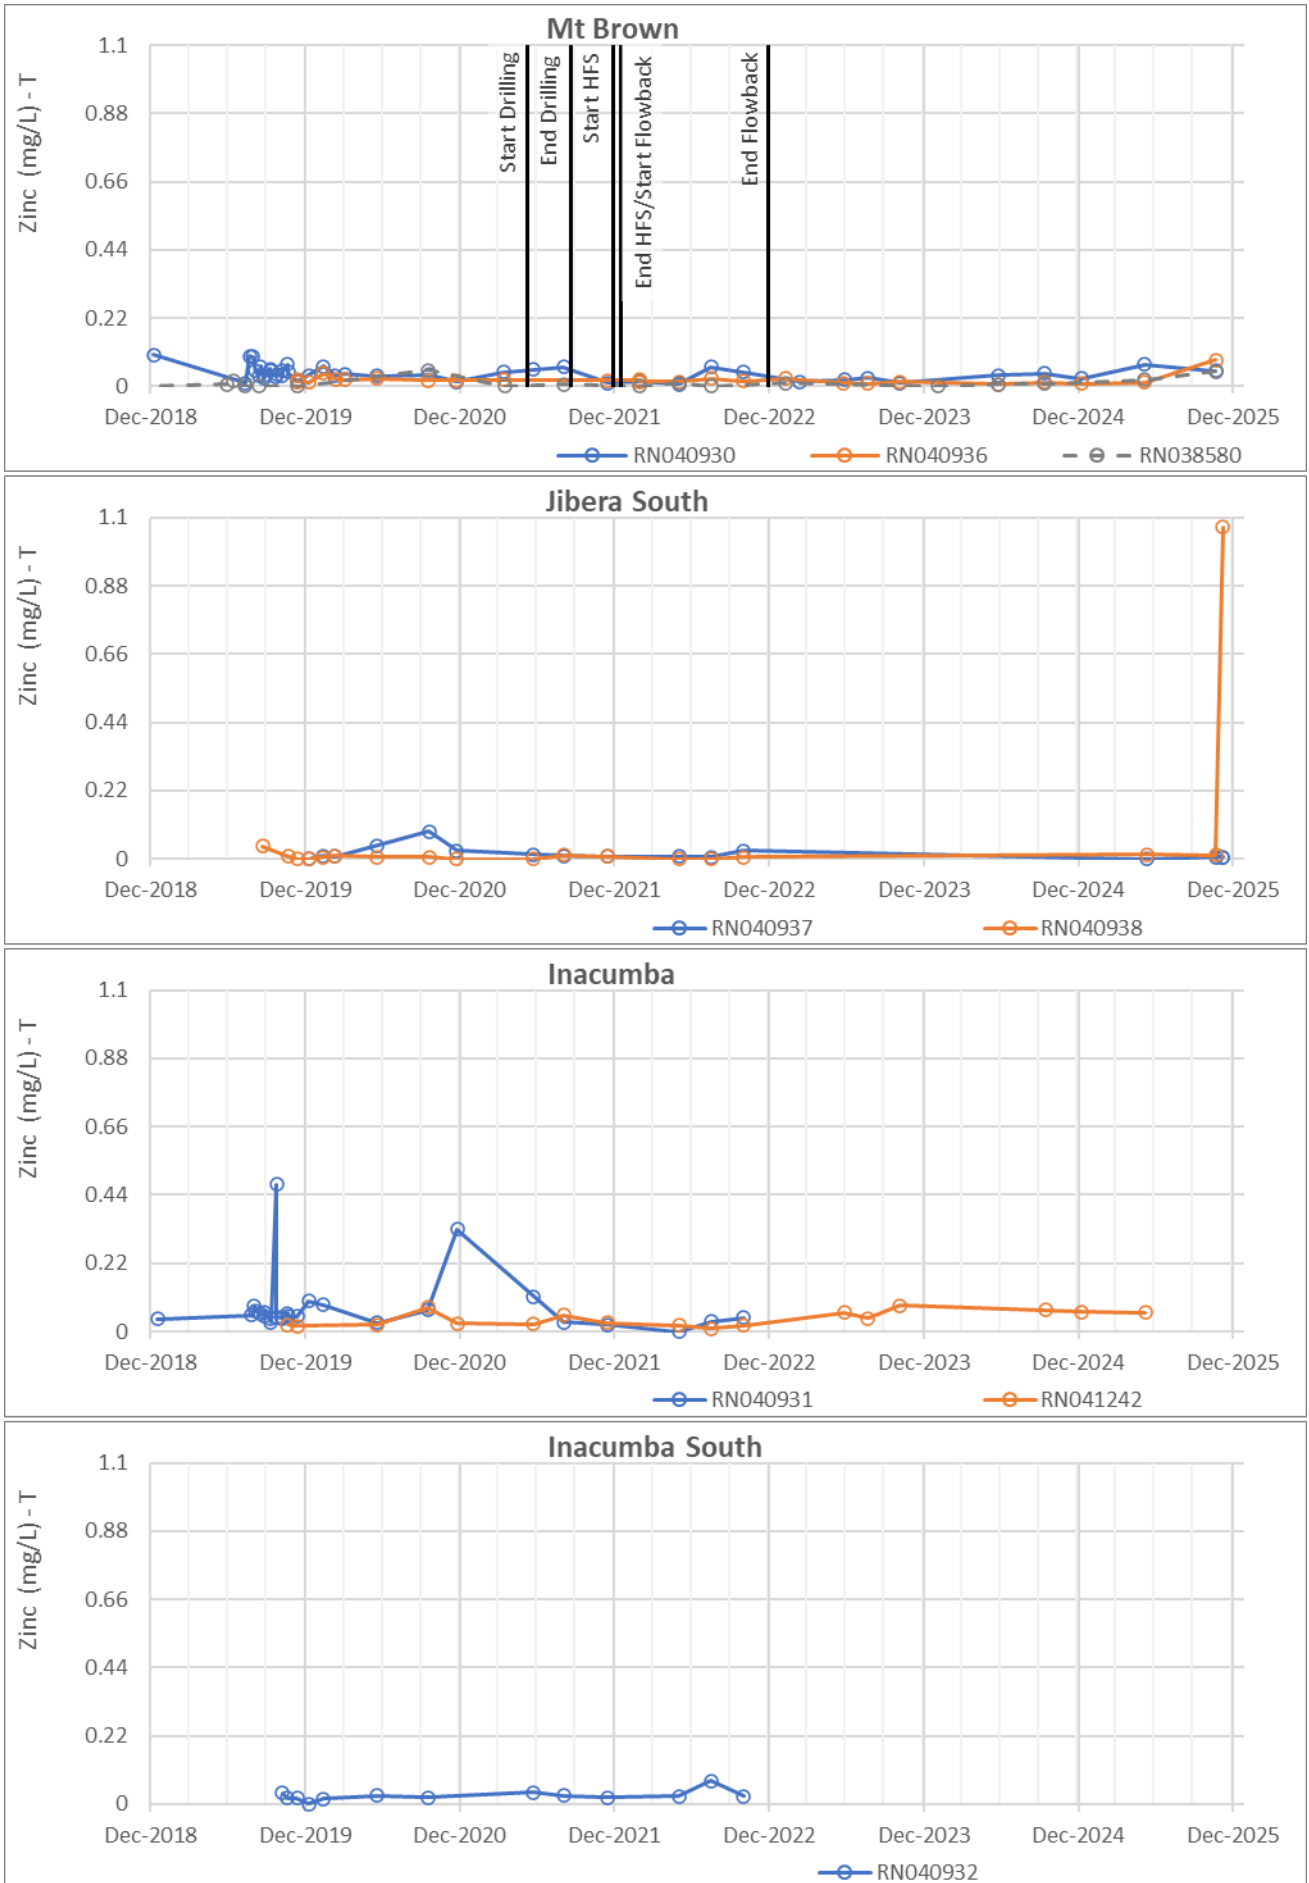 Mt Brown
Zinc (mg/L) - T
1.1
0.88
0.66
0.44
0.22
0
Start Drilling
End Drilling
Start HFS
End HFS/Start Flowback
End Flowback
Dec-2018 Dec-2019 Dec-2020 Dec-2021 Dec-2022 Dec-2023 Dec-2024 Dec-2025
RN040930 RN040936 RN038580
Jibera South
Zinc (mg/L) - T
1.1
0.88
0.66
0.44
0.22
0
Dec-2018 Dec-2019 Dec-2020 Dec-2021 Dec-2022 Dec-2023 Dec-2024 Dec-2025
RN040937 RN040938
Inacumba
Zinc (mg/L) - T
1.1
0.88
0.66
0.44
0.22
0
Dec-2018 Dec-2019 Dec-2020 Dec-2021 Dec-2022 Dec-2023 Dec-2024 Dec-2025
RN040931 RN041242
Inacumba South
Zinc (mg/L) - T
1.1
0.88
0.66
0.44
0.22
0
Dec-2018 Dec-2019 Dec-2020 Dec-2021 Dec-2022 Dec-2023 Dec-2024 Dec-2025
RN040932